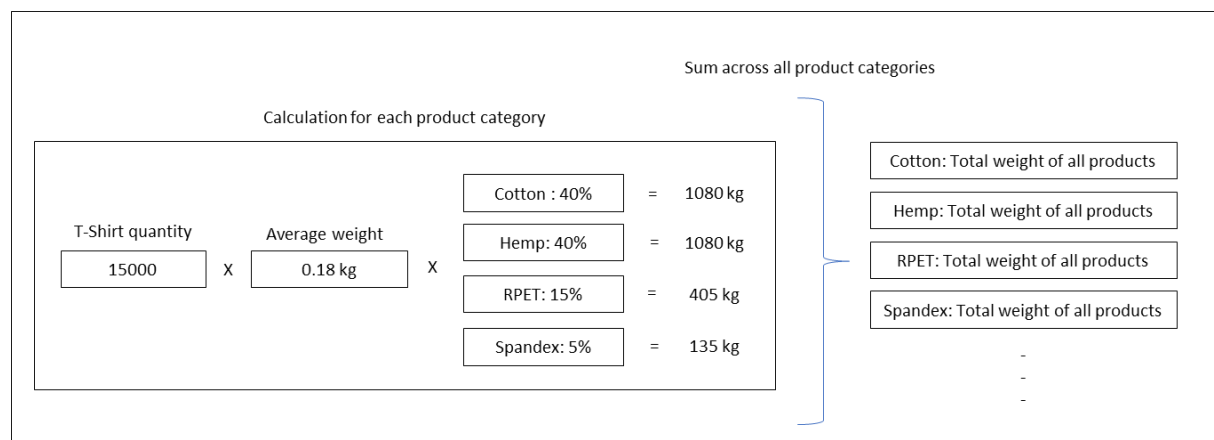 Sum across all product categories
Calculation for each product category
T-Shirt quantity
15000
X
Average weight
0.18 kg
X
Cotton : 40% = 1080 kg
Hemp: 40% = 1080 kg
RPET: 15% = 405 kg
Spandex: 5% = 135 kg
Cotton: Total weight of all products
Hemp: Total weight of all products
RPET: Total weight of all products
Spandex: Total weight of all products
-
-
-